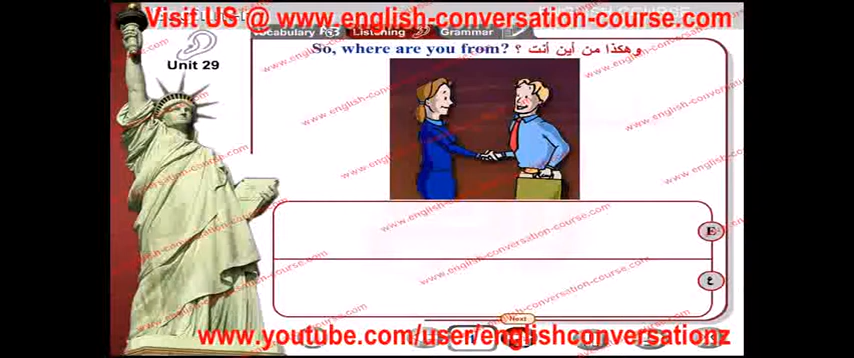 Visit US @ www.english-conversation-course.com
Vocabulary Listening Grammar
Unit 29
So, where are you from? وهكذا من أين أنت ؟
E
ع
Next
www.youtube.com/user/englishconversationz